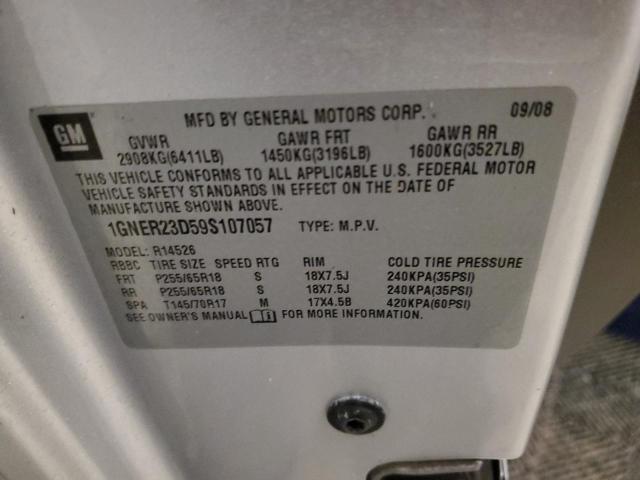 GM
MFD BY GENERAL MOTORS CORP. 09/08
GVWR GAWR FRT GAWR RR
2908KG(6411LB) 1450KG(3196LB) 1600KG(3527LB)
THIS VEHICLE CONFORMS TO ALL APPLICABLE U.S. FEDERAL MOTOR
VEHICLE SAFETY STANDARDS IN EFFECT ON THE DATE OF
MANUFACTURE SHOWN ABOVE.
1GNER23D59S107057 TYPE: M.P.V.
MODEL: R14526
RBBC TIRE SIZE SPEED RTG RIM COLD TIRE PRESSURE
FRT P255/65R18 S 18X7.5J 240KPA(35PSI)
RR P255/65R18 S 18X7.5J 240KPA(35PSI)
SPA T145/70R17 M 17X4.5B 420KPA(60PSI)
SEE OWNER'S MANUAL FOR MORE INFORMATION.